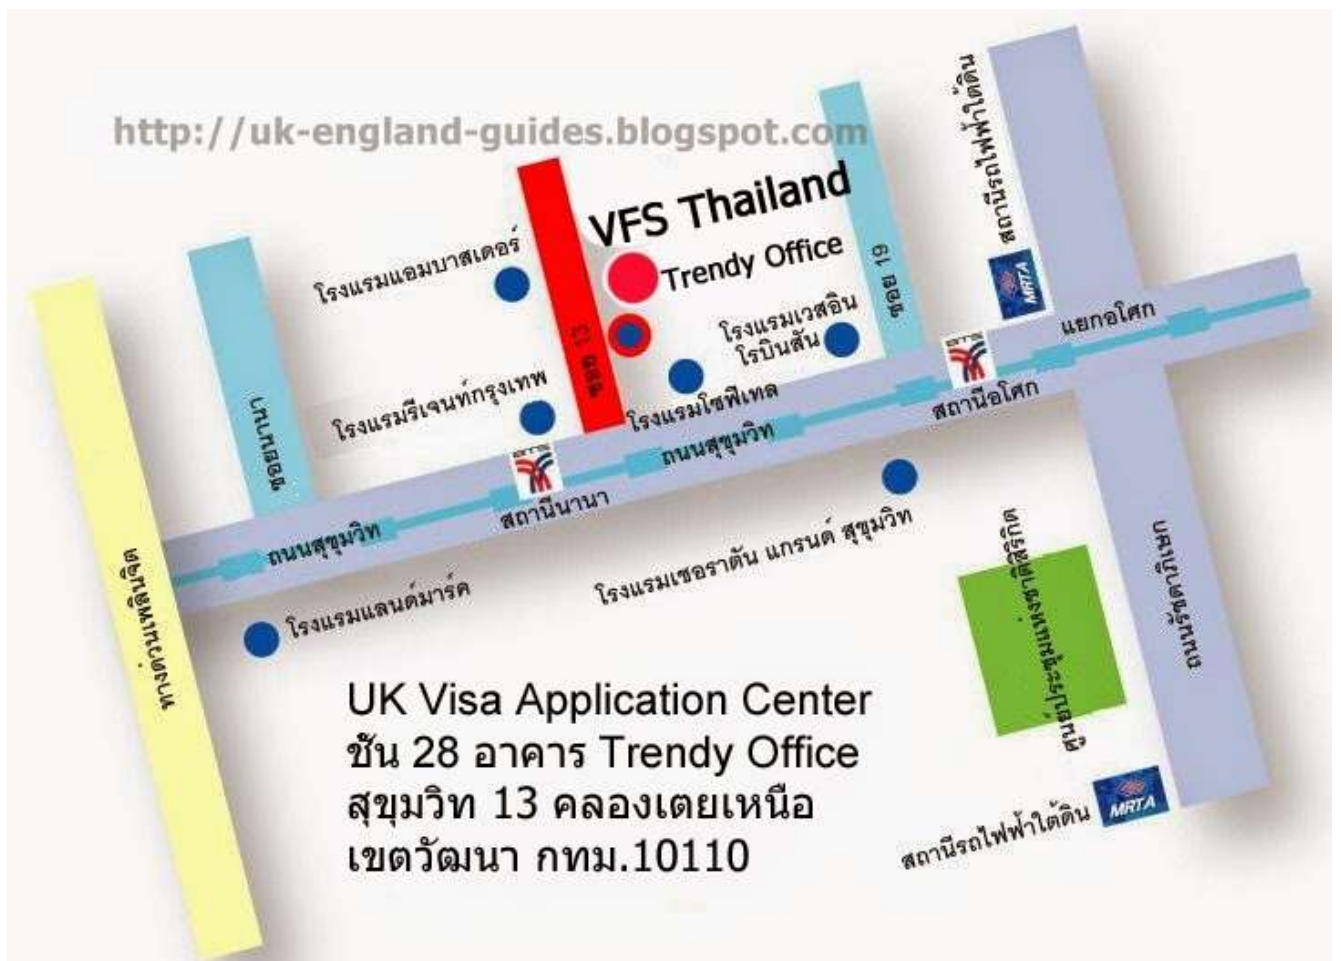 http://uk-england-guides.blogspot.com
VFS Thailand
Trendy Office
โรงแรมแอมบาสเดอร์
ซอย 13
ซอย 19
สถานีรถไฟฟ้าใต้ดิน
MRTA
โรงแรมเวสอิน
โรบินสัน
แยกอโศก
โรงแรมรีเจนท์กรุงเทพ
โรงแรมโซฟีเทล
สถานีอโศก
ซอยนานา
ถนนสุขุมวิท
สถานีนานา
ถนนสุขุมวิท
ทางด่วนเพลินจิต
โรงแรมแลนด์มาร์ค
โรงแรมเชอราตัน แกรนด์ สุขุมวิท
ศูนย์ประชุมแห่งชาติสิริกิต
ถนนรัชดาภิเษก
UK Visa Application Center
ชั้น 28 อาคาร Trendy Office
สุขุมวิท 13 คลองเตยเหนือ
เขตวัฒนา กทม.10110
สถานีรถไฟฟ้าใต้ดิน
MRTA